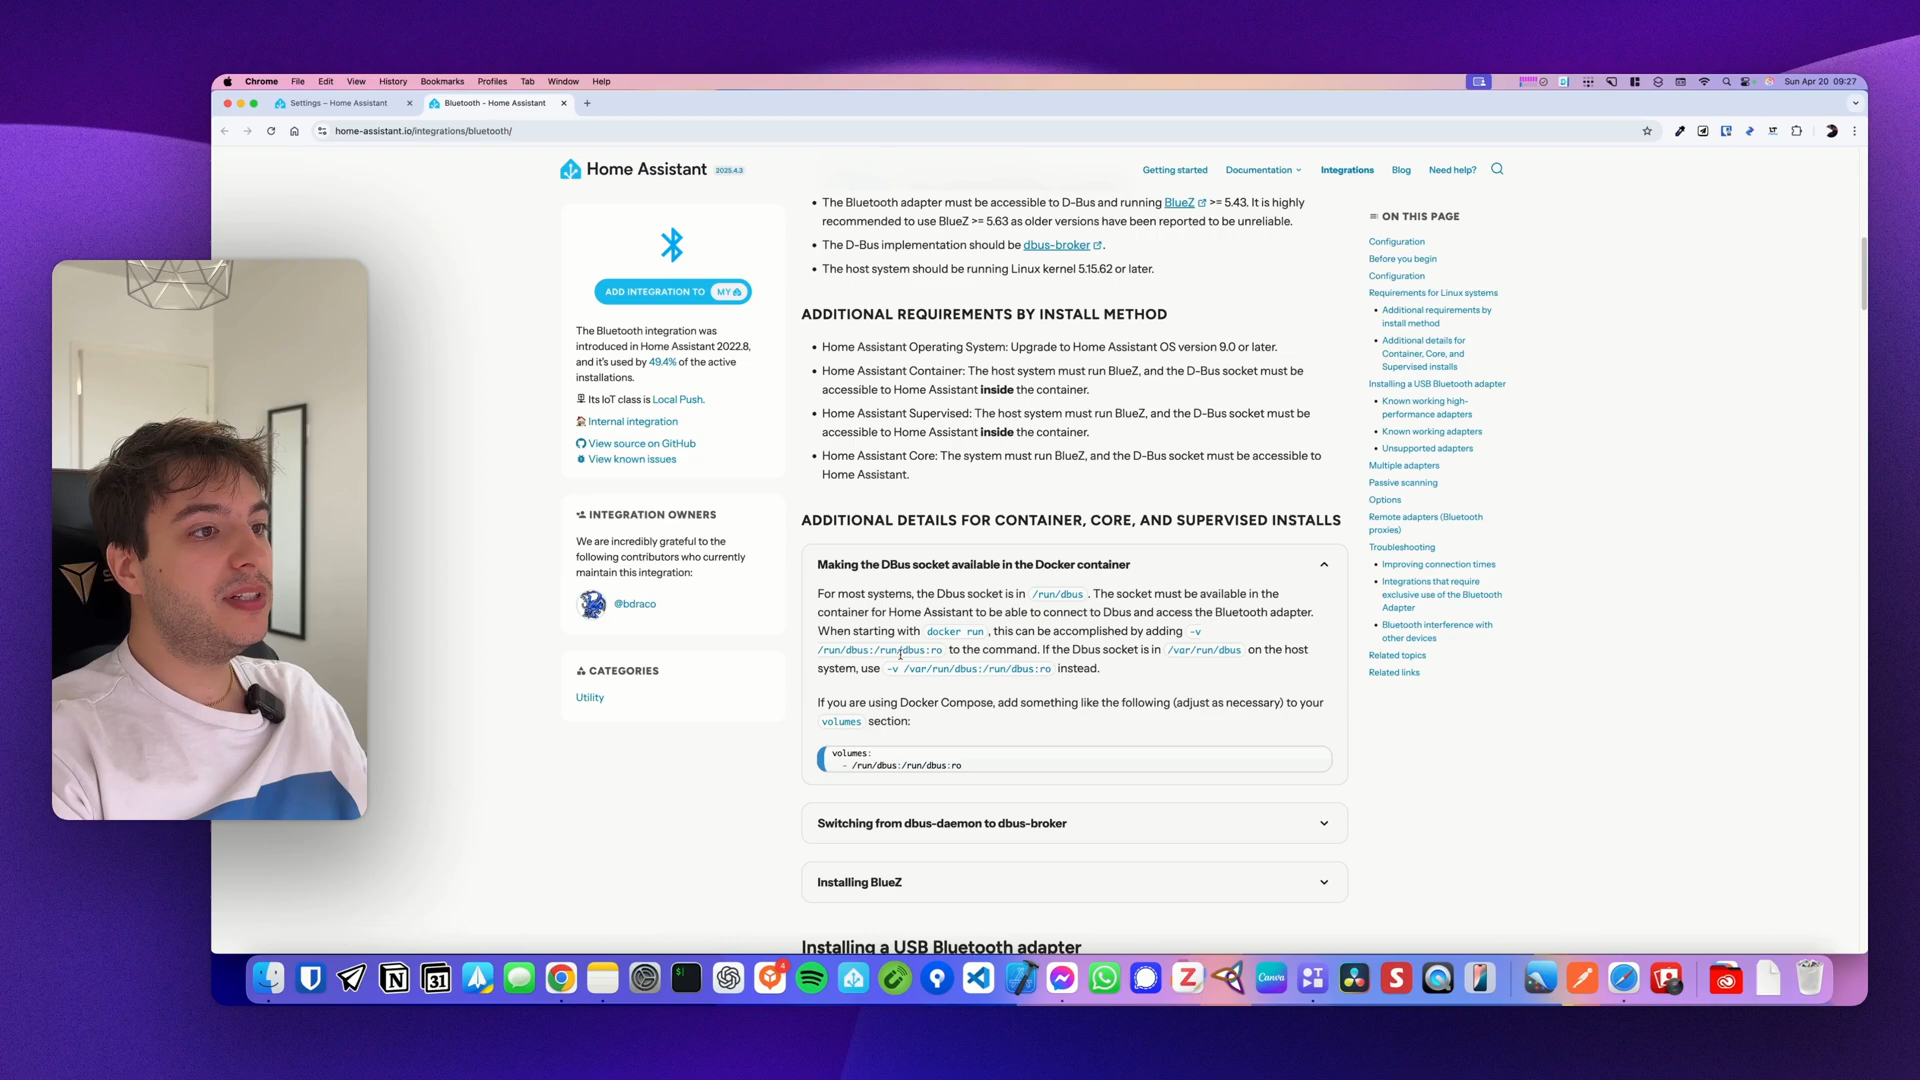 Chrome File Edit View History Bookmarks Profiles Tab Window Help
Sun Apr 20 09:27
Settings – Home Assistant
Bluetooth - Home Assistant
home-assistant.io/integrations/bluetooth/
Home Assistant 2025.4.3
Getting started Documentation Integrations Blog Need help?
ADD INTEGRATION TO MY
The Bluetooth integration was
introduced in Home Assistant 2022.8,
and it's used by 49.4% of the active
installations.
Its IoT class is Local Push.
Internal integration
View source on GitHub
View known issues
INTEGRATION OWNERS
We are incredibly grateful to the
following contributors who currently
maintain this integration:
@bdraco
CATEGORIES
Utility
The Bluetooth adapter must be accessible to D-Bus and running BlueZ >= 5.43. It is highly
recommended to use BlueZ >= 5.63 as older versions have been reported to be unreliable.
The D-Bus implementation should be dbus-broker.
The host system should be running Linux kernel 5.15.62 or later.
ADDITIONAL REQUIREMENTS BY INSTALL METHOD
Home Assistant Operating System: Upgrade to Home Assistant OS version 9.0 or later.
Home Assistant Container: The host system must run BlueZ, and the D-Bus socket must be
accessible to Home Assistant inside the container.
Home Assistant Supervised: The host system must run BlueZ, and the D-Bus socket must be
accessible to Home Assistant inside the container.
Home Assistant Core: The system must run BlueZ, and the D-Bus socket must be accessible to
Home Assistant.
ADDITIONAL DETAILS FOR CONTAINER, CORE, AND SUPERVISED INSTALLS
Making the DBus socket available in the Docker container
For most systems, the Dbus socket is in /run/dbus . The socket must be available in the
container for Home Assistant to be able to connect to Dbus and access the Bluetooth adapter.
When starting with docker run , this can be accomplished by adding -v
/run/dbus:/run/dbus:ro to the command. If the Dbus socket is in /var/run/dbus on the host
system, use -v /var/run/dbus:/run/dbus:ro instead.
If you are using Docker Compose, add something like the following (adjust as necessary) to your
volumes section:
volumes:
- /run/dbus:/run/dbus:ro
Switching from dbus-daemon to dbus-broker
Installing BlueZ
Installing a USB Bluetooth adapter
ON THIS PAGE
Configuration
Before you begin
Configuration
Requirements for Linux systems
Additional requirements by
install method
Additional details for
Container, Core, and
Supervised installs
Installing a USB Bluetooth adapter
Known working high-
performance adapters
Known working adapters
Unsupported adapters
Multiple adapters
Passive scanning
Options
Remote adapters (Bluetooth
proxies)
Troubleshooting
Improving connection times
Integrations that require
exclusive use of the Bluetooth
Adapter
Bluetooth interference with
other devices
Related topics
Related links
31
4
Canva